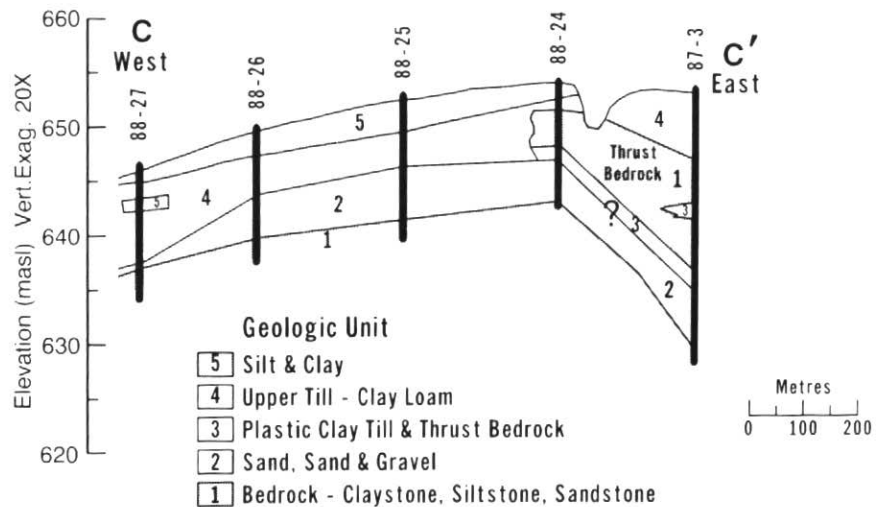 660
650
640
630
620
Elevation (masl) Vert.Exag. 20X
C
West
88-27
88-26
88-25
88-24
87-3
C'
East
5
4
Thrust
Bedrock
1
5
4
2
3
?
3
1
2
Geologic Unit
5 Silt & Clay
4 Upper Till - Clay Loam
3 Plastic Clay Till & Thrust Bedrock
2 Sand, Sand & Gravel
1 Bedrock - Claystone, Siltstone, Sandstone
Metres
0 100 200